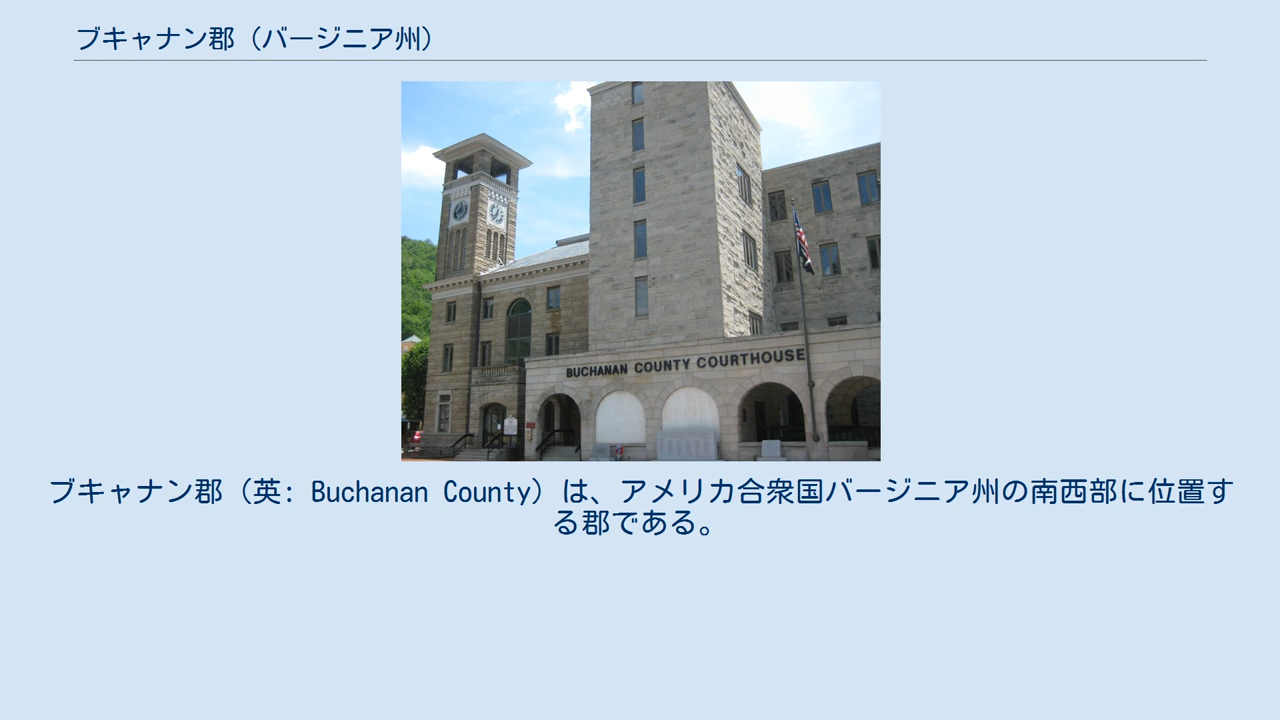 ブキャナン郡（バージニア州）
BUCHANAN COUNTY COURTHOUSE
ブキャナン郡（英: Buchanan County）は、アメリカ合衆国バージニア州の南西部に位置す
る郡である。